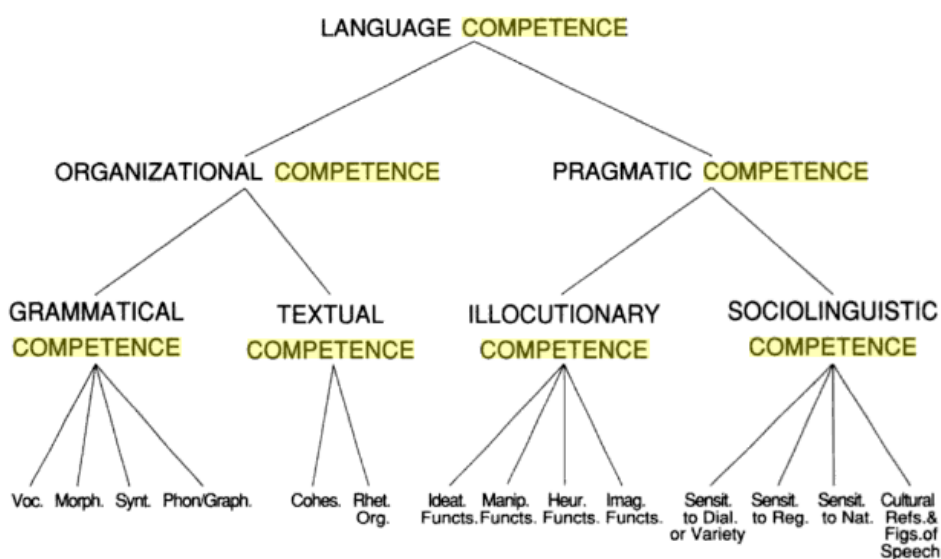 LANGUAGE COMPETENCE
ORGANIZATIONAL COMPETENCE PRAGMATIC COMPETENCE
GRAMMATICAL TEXTUAL ILLOCUTIONARY SOCIOLINGUISTIC
COMPETENCE COMPETENCE COMPETENCE COMPETENCE
Voc. Morph. Synt. Phon/Graph. Cohes. Rhet. Ideat. Manip. Heur. Imag. Sensit. Sensit. Sensit. Cultural
Org. Functs. Functs. Functs. Functs. to Dial. to Reg. to Nat. Refs.&
or Variety Figs.of
Speech